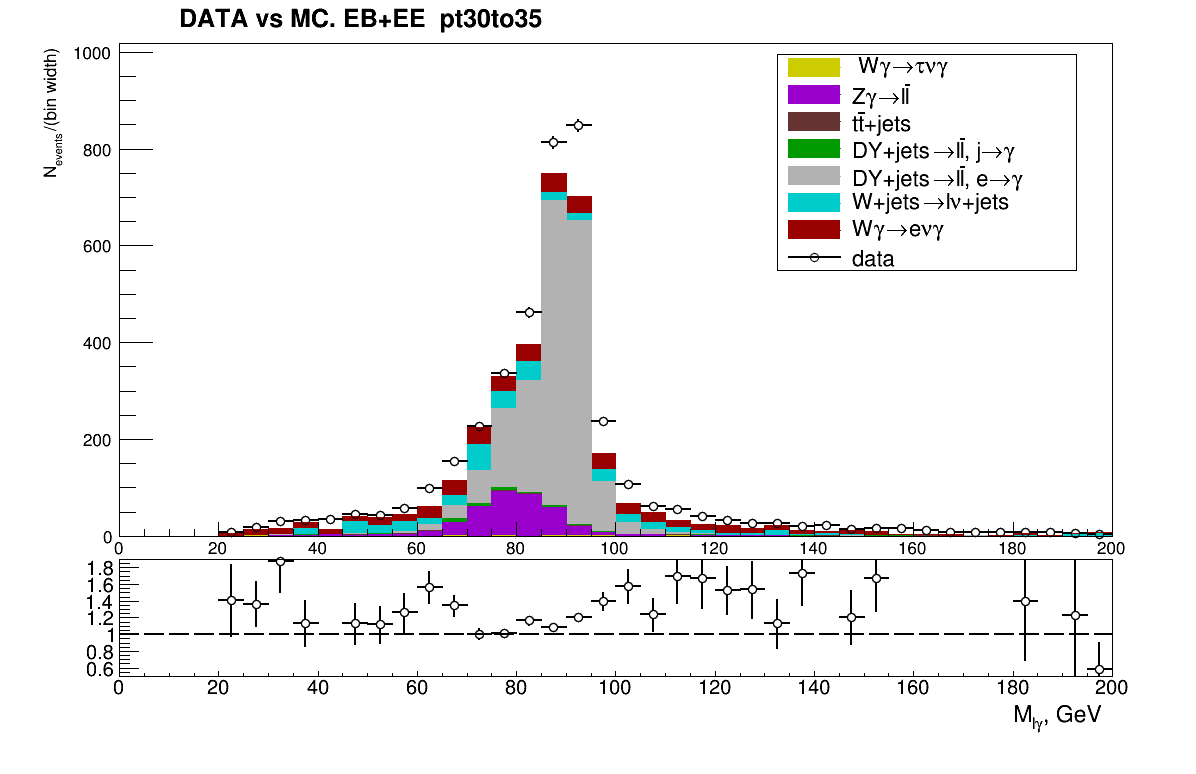 DATA vs MC. EB+EE pt30to35
N_events/(bin width)
1000
800
600
400
200
0
Wγ→τνγ
Zγ→ll̄
tt̄+jets
DY+jets→ll̄, j→γ
DY+jets→ll̄, e→γ
W+jets→lν+jets
Wγ→eνγ
data
0 20 40 60 80 100 120 140 160 180 200
1.8
1.6
1.4
1.2
1
0.8
0.6
0 20 40 60 80 100 120 140 160 180 200
M_lγ, GeV